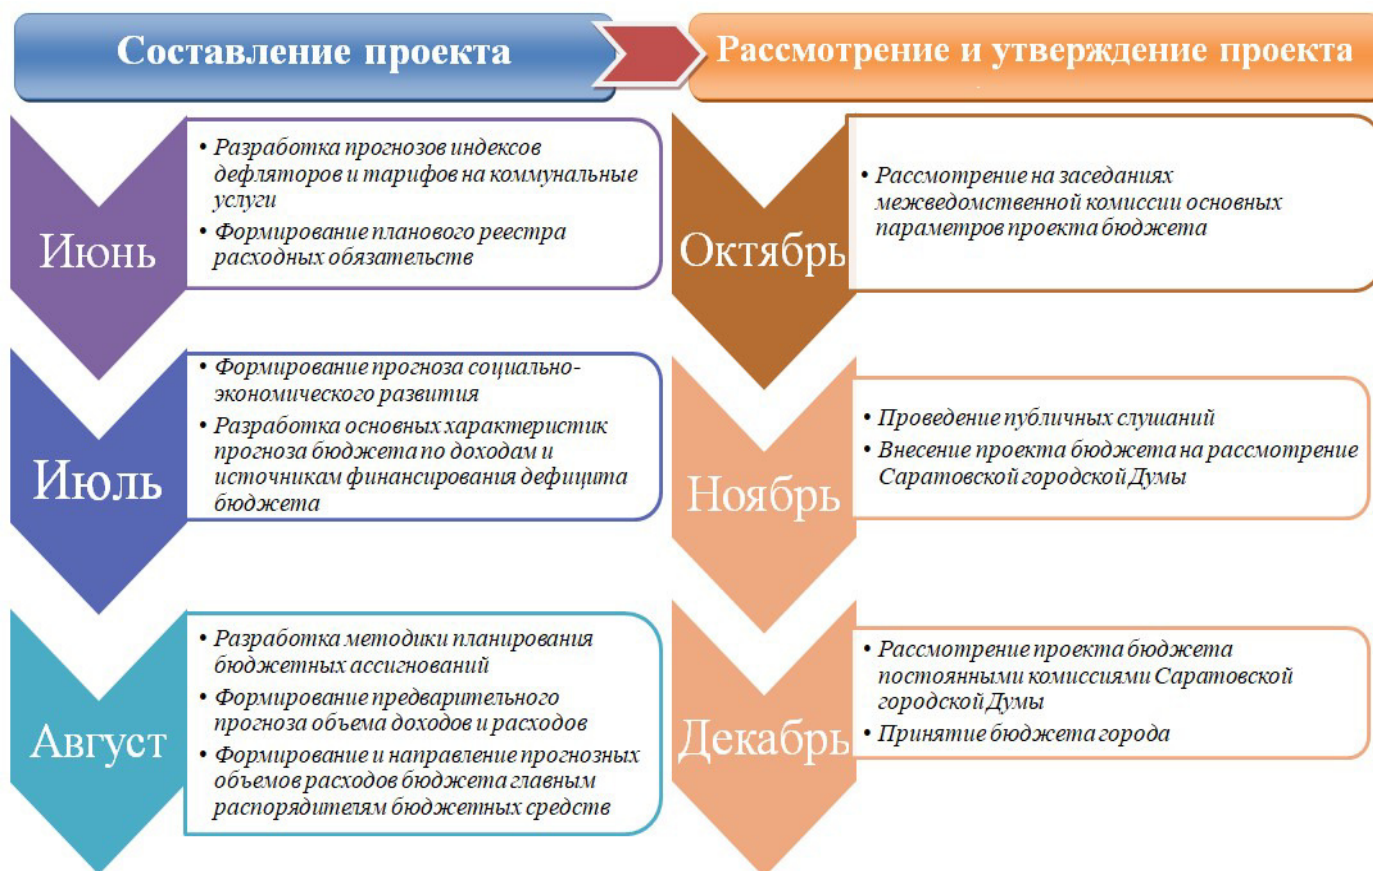 Составление проекта
Рассмотрение и утверждение проекта
Июнь
• Разработка прогнозов индексов
дефляторов и тарифов на коммунальные
услуги
• Формирование планового реестра
расходных обязательств
Июль
• Формирование прогноза социально-
экономического развития
• Разработка основных характеристик
прогноза бюджета по доходам и
источникам финансирования дефицита
бюджета
Август
• Разработка методики планирования
бюджетных ассигнований
• Формирование предварительного
прогноза объема доходов и расходов
• Формирование и направление прогнозных
объемов расходов бюджета главным
распорядителям бюджетных средств
Октябрь
• Рассмотрение на заседаниях
межведомственной комиссии основных
параметров проекта бюджета
Ноябрь
• Проведение публичных слушаний
• Внесение проекта бюджета на рассмотрение
Саратовской городской Думы
Декабрь
• Рассмотрение проекта бюджета
постоянными комиссиями Саратовской
городской Думы
• Принятие бюджета города